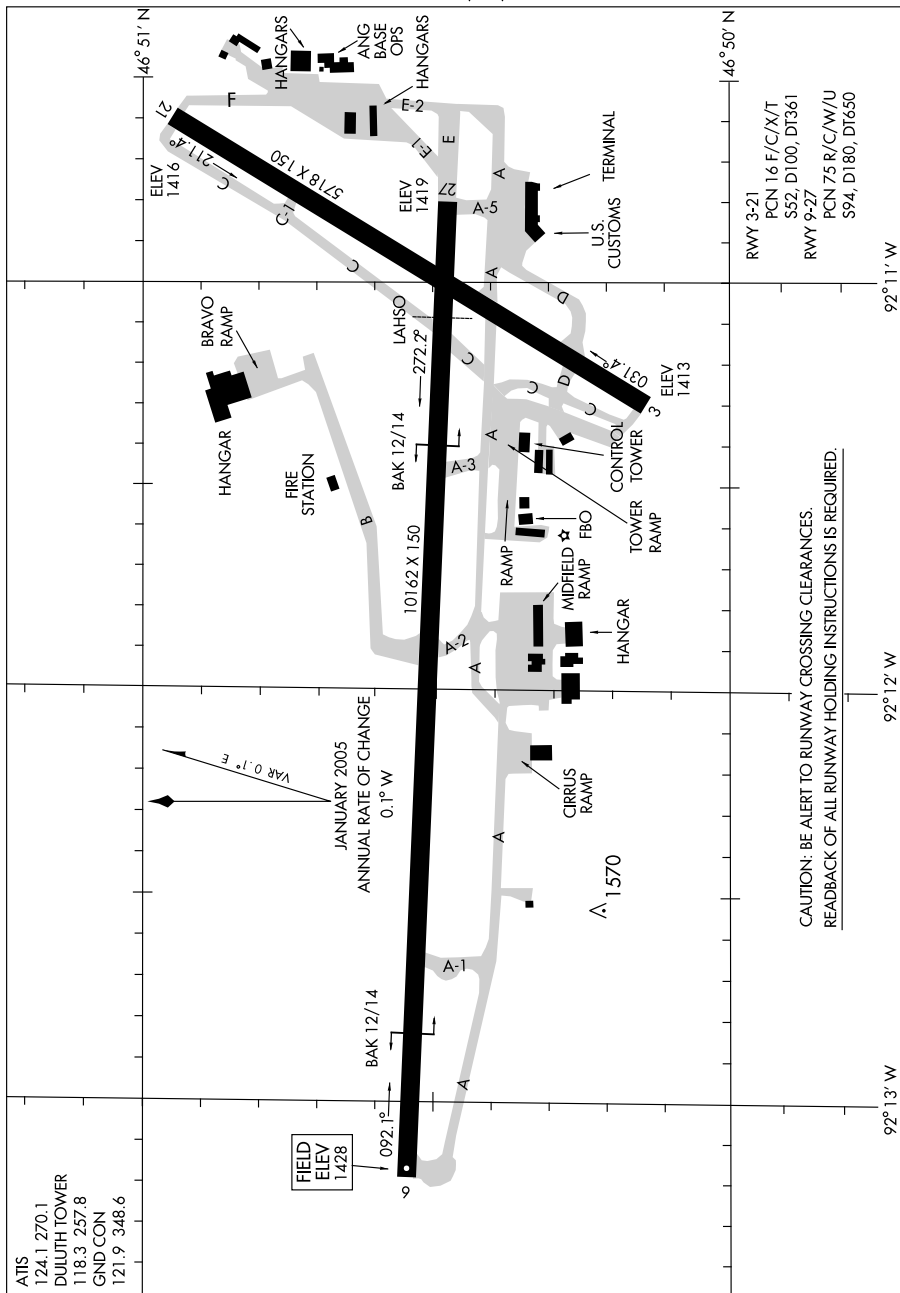 ATIS
124.1 270.1
DULUTH TOWER
118.3 257.8
GND CON
121.9 348.6
46° 51' N
46° 50' N
92° 11' W
92° 12' W
92° 13' W
JANUARY 2005
ANNUAL RATE OF CHANGE
0.1° W
VAR 0.1° E
FIELD
ELEV
1428
9
092.1°
BAK 12/14
A
A-1
A
1570
CIRRUS
RAMP
10162 X 150
A
A-2
B
HANGAR
MIDFIELD
RAMP
FIRE
STATION
HANGAR
BRAVO
RAMP
BAK 12/14
A-3
A
RAMP
FBO
TOWER
RAMP
CONTROL
TOWER
LAHSO
272.2°
C
C
C
D
D
3
031.4°
ELEV
1413
A
C
C-1
C
ELEV
1416
211.4°
21
5718 X 150
ELEV
1419
27
A-5
A
E
E-1
E-2
F
HANGARS
ANG
BASE
OPS
HANGARS
U.S.
CUSTOMS
TERMINAL
RWY 3-21
PCN 16 F/C/X/T
S52, D100, DT361
RWY 9-27
PCN 75 R/C/W/U
S94, D180, DT650
CAUTION: BE ALERT TO RUNWAY CROSSING CLEARANCES.
READBACK OF ALL RUNWAY HOLDING INSTRUCTIONS IS REQUIRED.